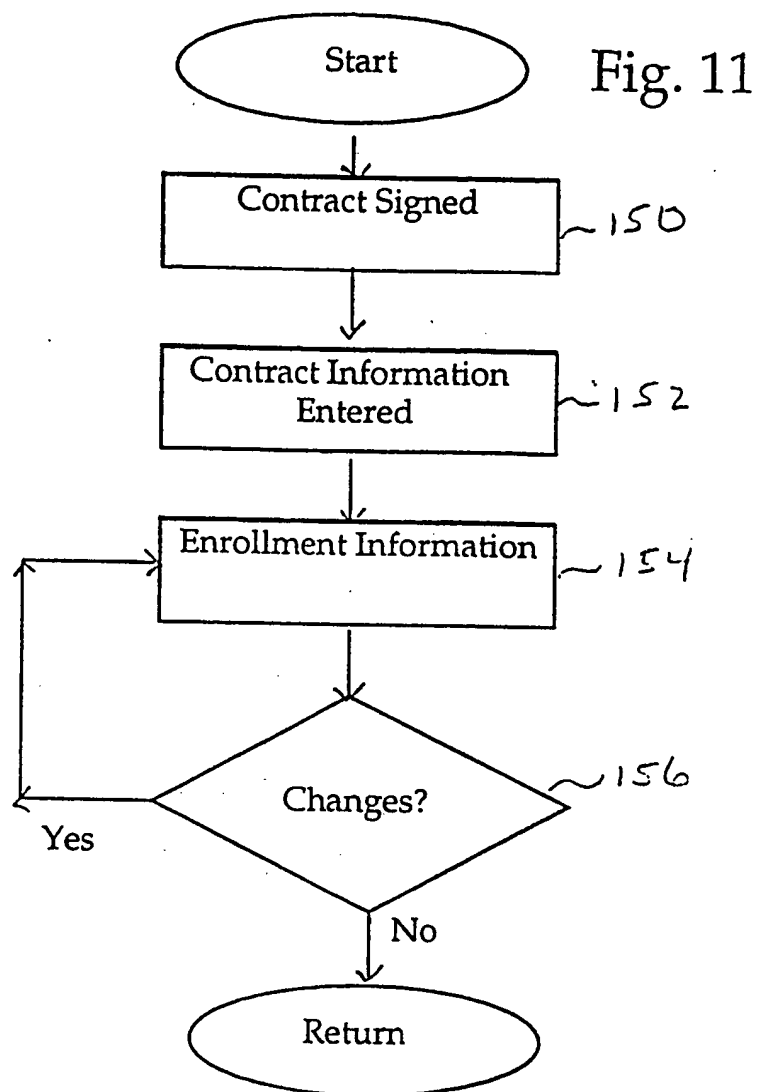 Start
Fig. 11
Contract Signed
150
Contract Information
Entered
152
Enrollment Information
154
Changes?
156
Yes
No
Return